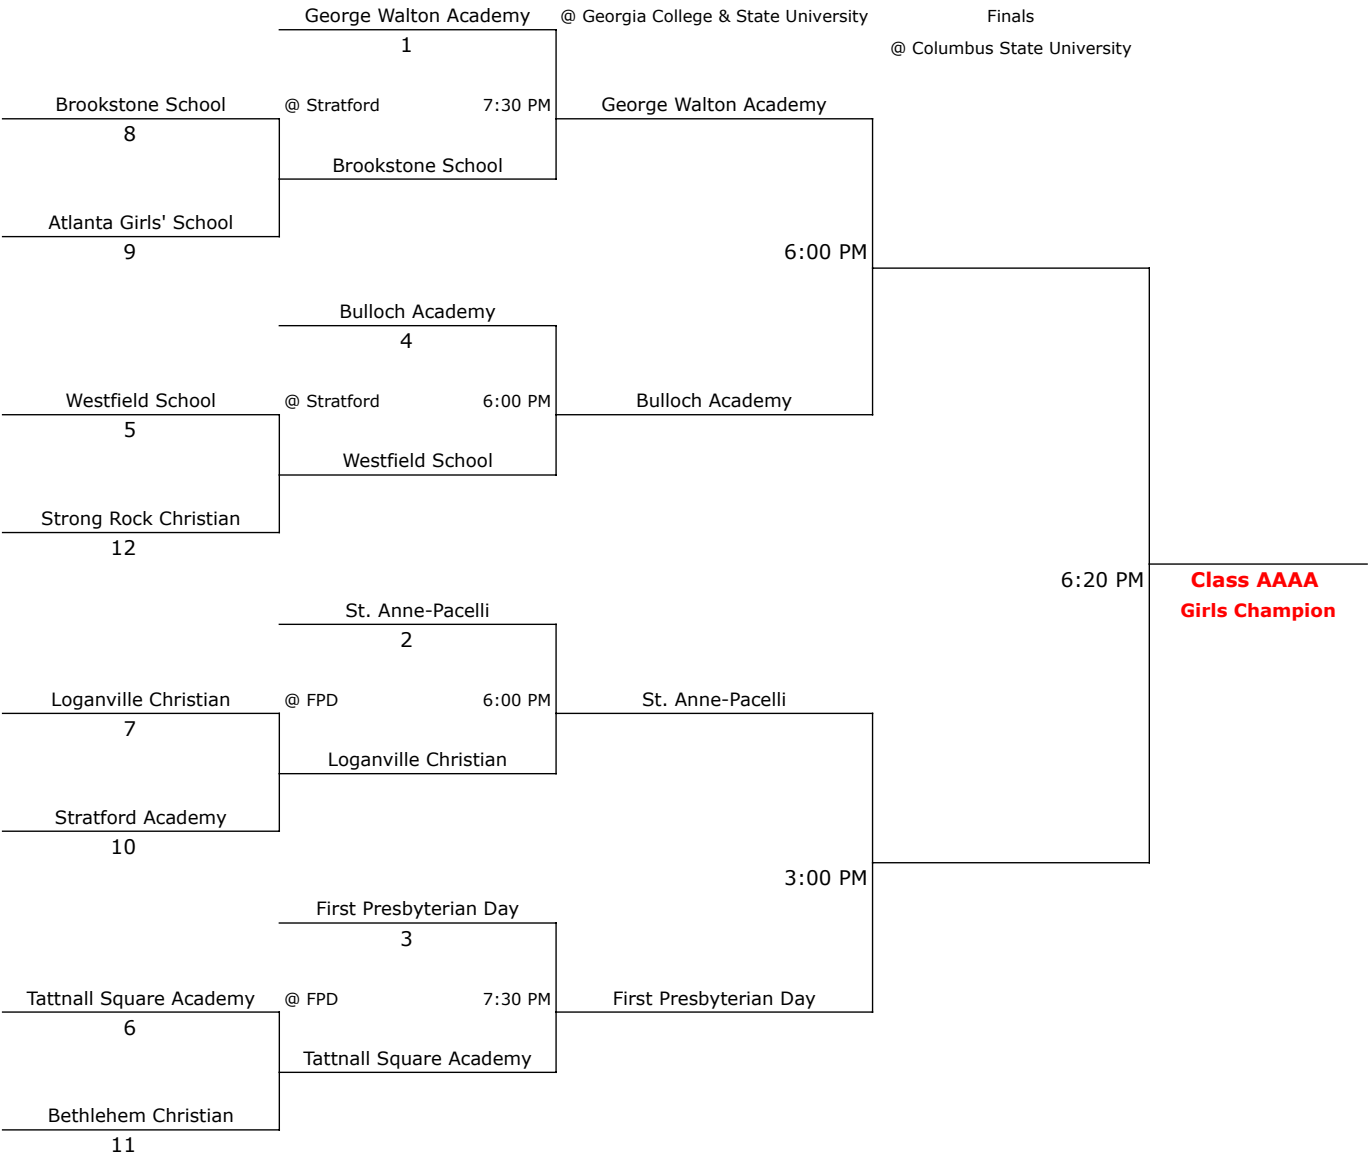 George Walton Academy @ Georgia College & State University Finals
1
@ Columbus State University
Brookstone School @ Stratford 7:30 PM George Walton Academy
8
Brookstone School
Atlanta Girls' School
9 6:00 PM
Bulloch Academy
4
Westfield School @ Stratford 6:00 PM Bulloch Academy
5
Westfield School
Strong Rock Christian
12
6:20 PM Class AAAA
St. Anne-Pacelli Girls Champion
2
Loganville Christian @ FPD 6:00 PM St. Anne-Pacelli
7
Loganville Christian
Stratford Academy
10
3:00 PM
First Presbyterian Day
3
Tattnall Square Academy @ FPD 7:30 PM First Presbyterian Day
6
Tattnall Square Academy
Bethlehem Christian
11